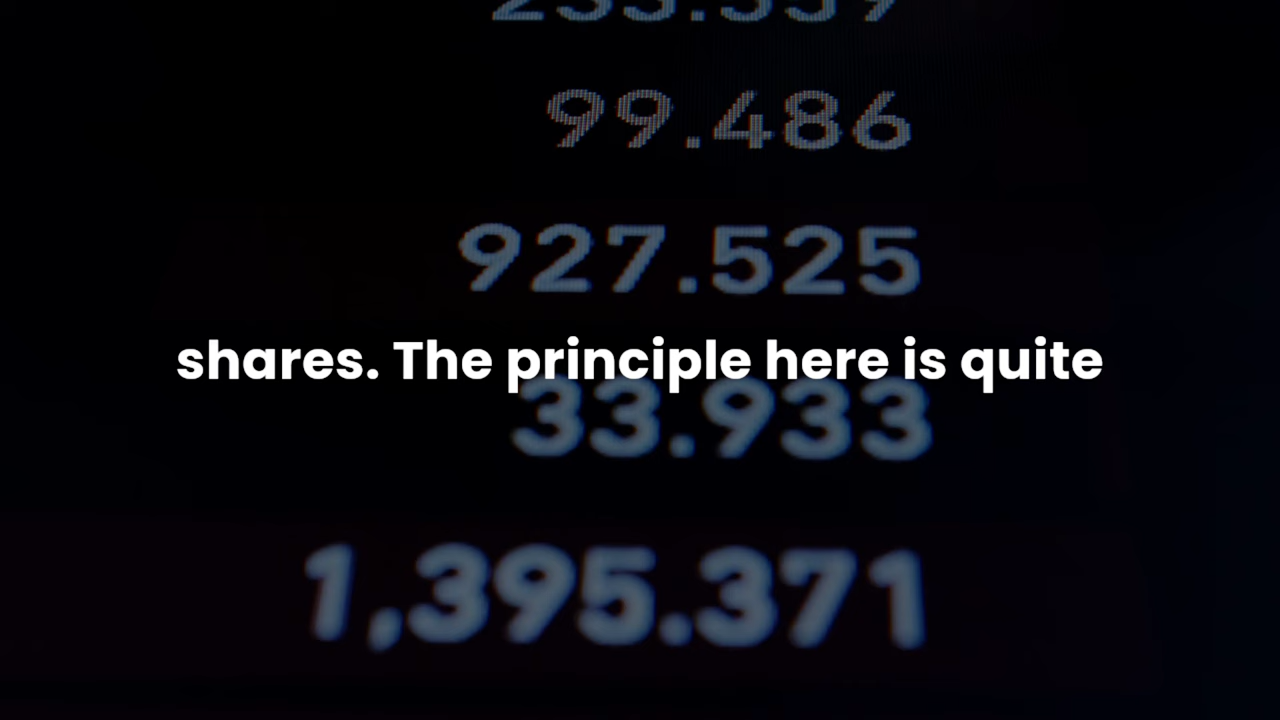 99.486
927.525
shares. The principle here is quite
33.933
1,395.371